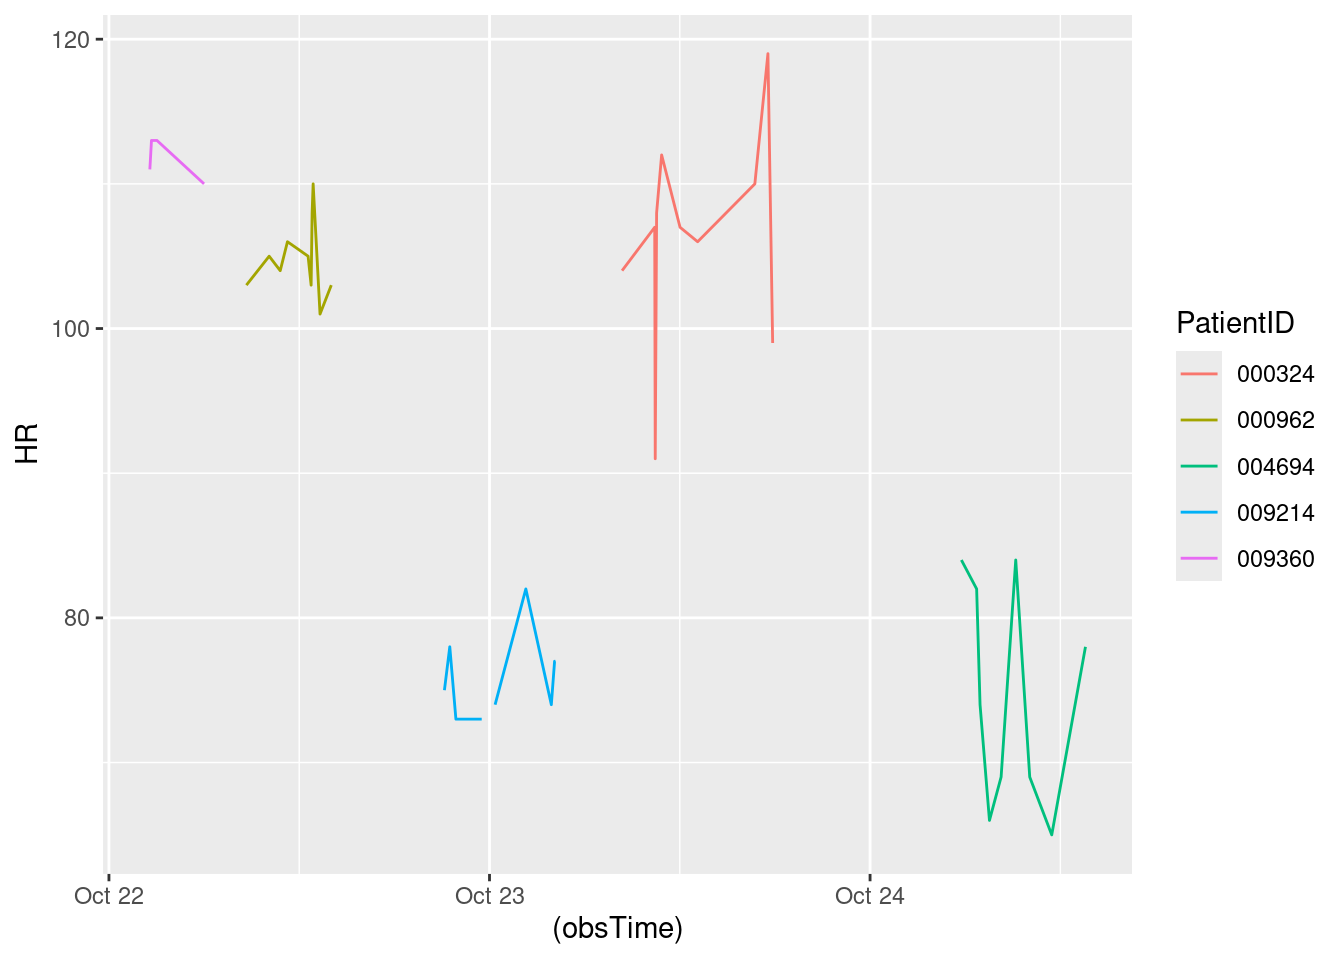 120
100
80
HR
Oct 22
Oct 23
Oct 24
(obsTime)
PatientID
000324
000962
004694
009214
009360